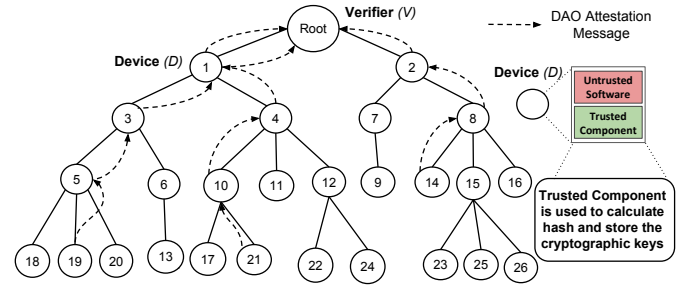 Verifier (V)
Root
DAO Attestation
Message
Device (D)
1
2
Device (D)
Untrusted
Software
Trusted
Component
3
4
7
8
5
6
10
11
12
9
14
15
16
Trusted Component
is used to calculate
hash and store the
cryptographic keys
18
19
20
13
17
21
22
24
23
25
26